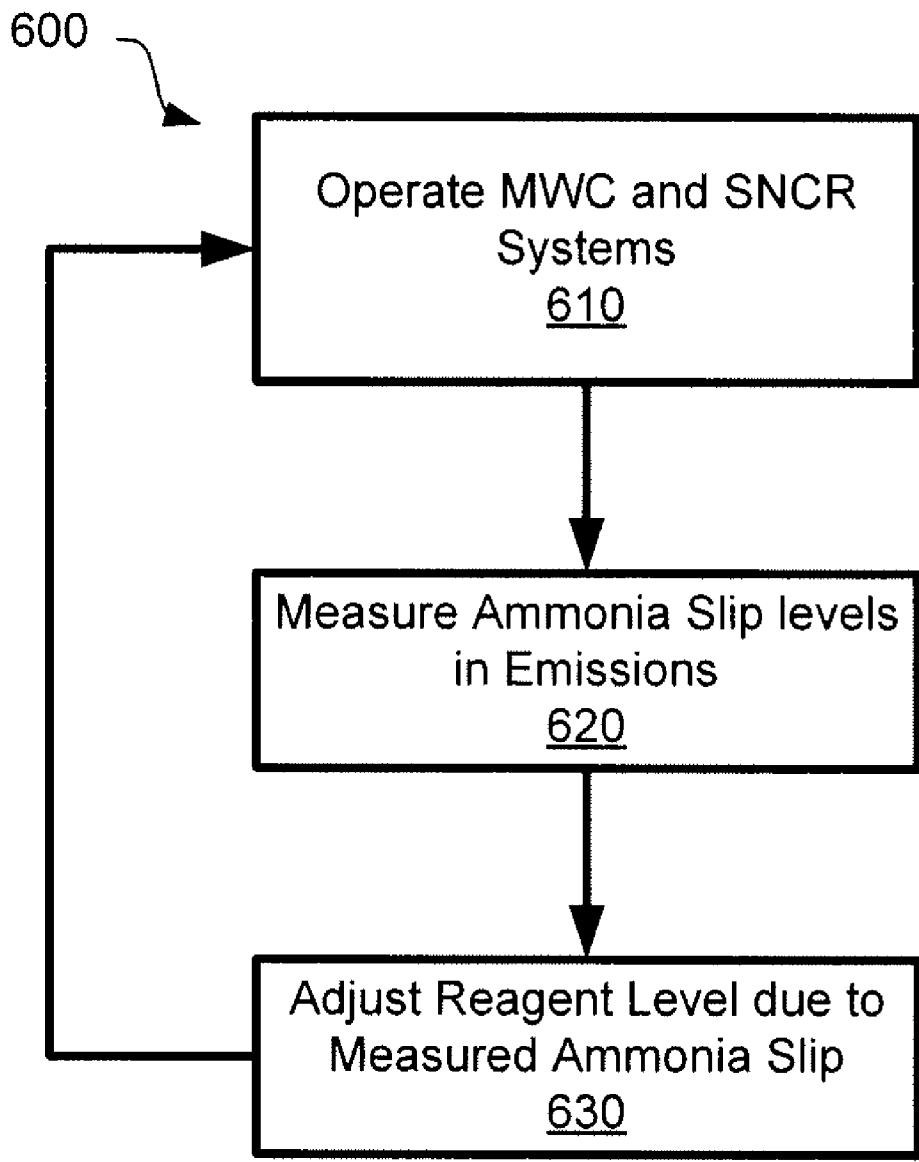 600
Operate MWC and SNCR
Systems
610
Measure Ammonia Slip levels
in Emissions
620
Adjust Reagent Level due to
Measured Ammonia Slip
630